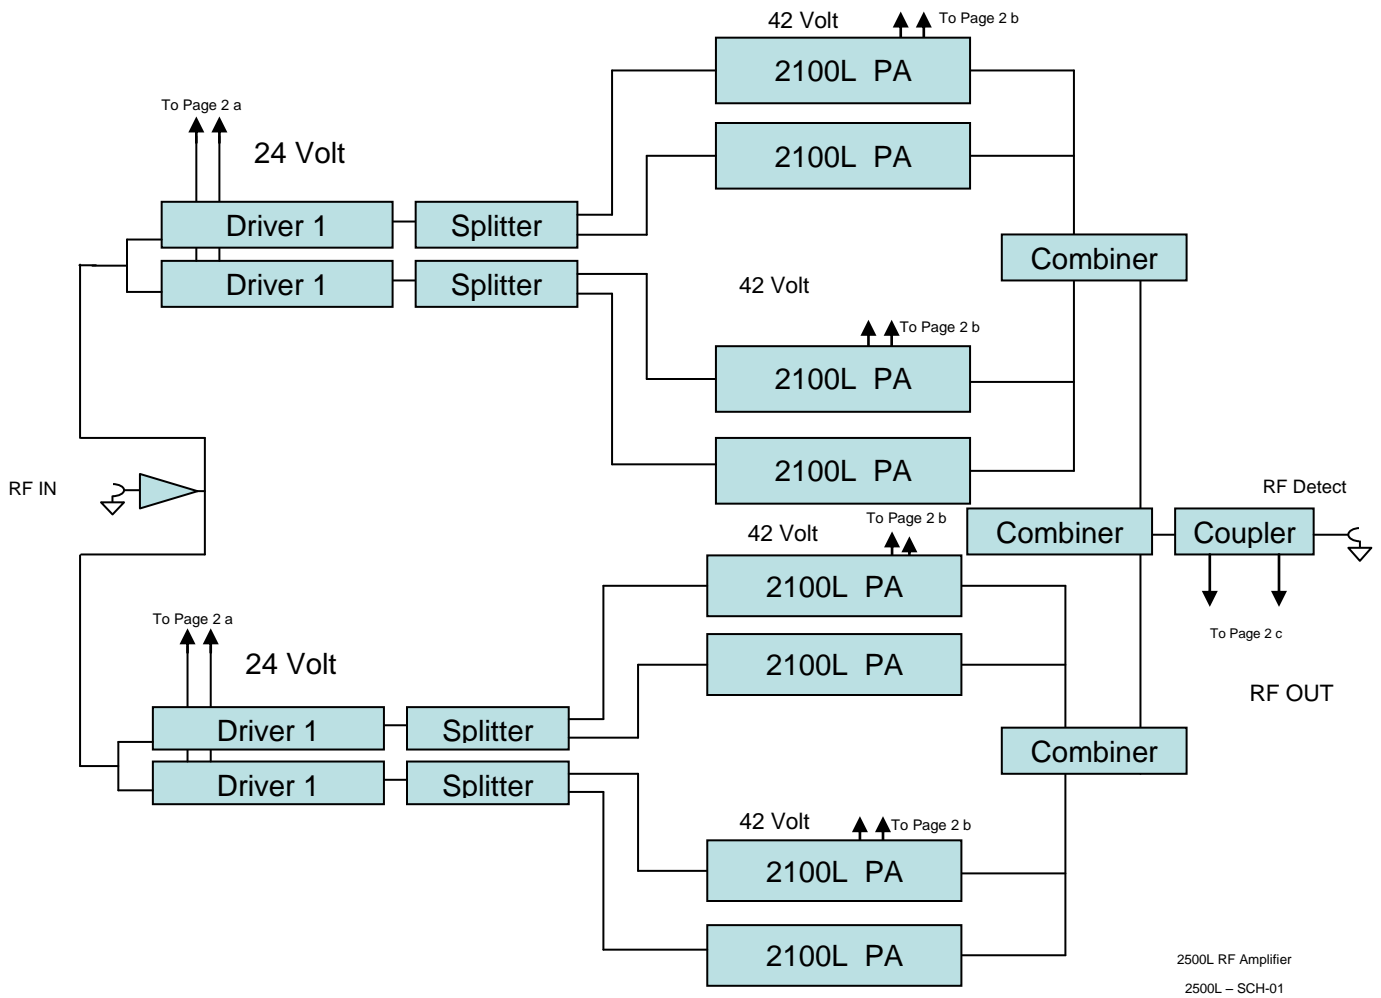 42 Volt
To Page 2 b
2100L PA
To Page 2 a
24 Volt
2100L PA
Driver 1
Splitter
Combiner
Driver 1
Splitter
42 Volt
To Page 2 b
2100L PA
2100L PA
RF IN
RF Detect
To Page 2 b
42 Volt
Combiner
Coupler
2100L PA
To Page 2 a
To Page 2 c
24 Volt
2100L PA
RF OUT
Driver 1
Splitter
Combiner
Driver 1
Splitter
42 Volt
To Page 2 b
2100L PA
2100L PA
2500L RF Amplifier
2500L – SCH-01